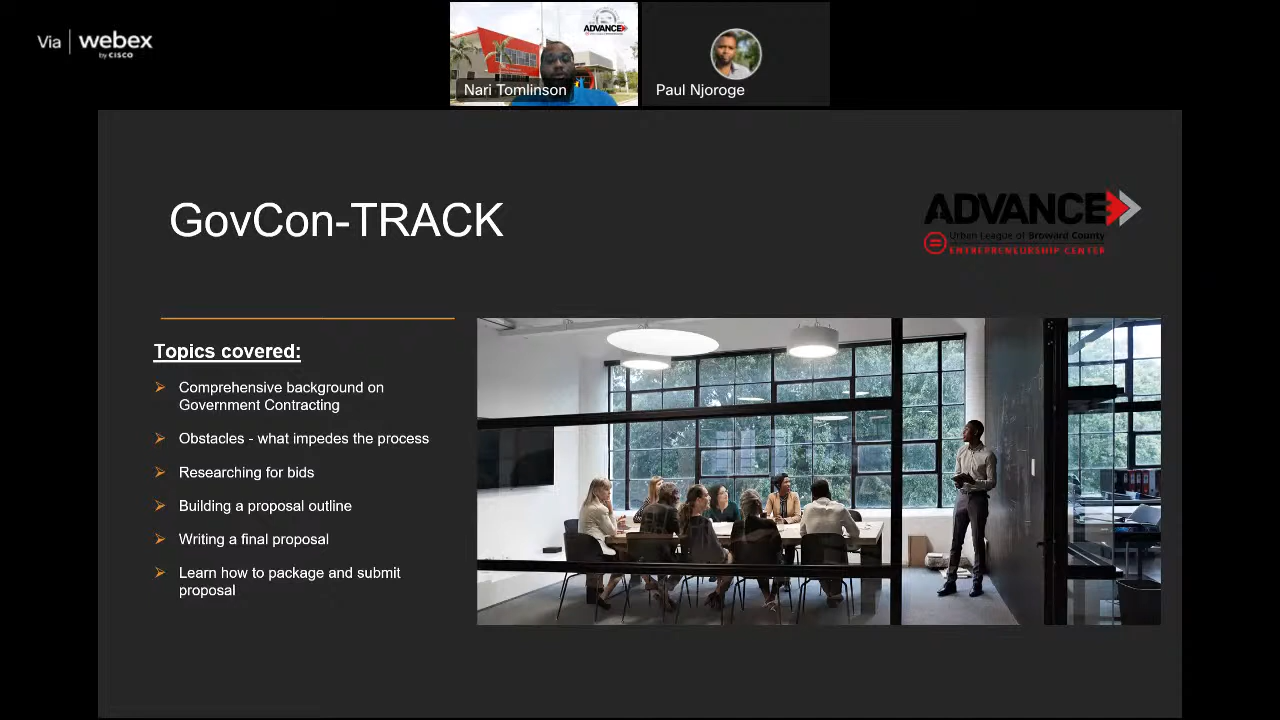 Via webex
by CISCO
ADVANCE
Nari Tomlinson
Paul Njoroge
GovCon-TRACK
ADVANCE
Urban League of Broward County
ENTREPRENEURSHIP CENTER
Topics covered:
Comprehensive background on
Government Contracting
Obstacles - what impedes the process
Researching for bids
Building a proposal outline
Writing a final proposal
Learn how to package and submit
proposal